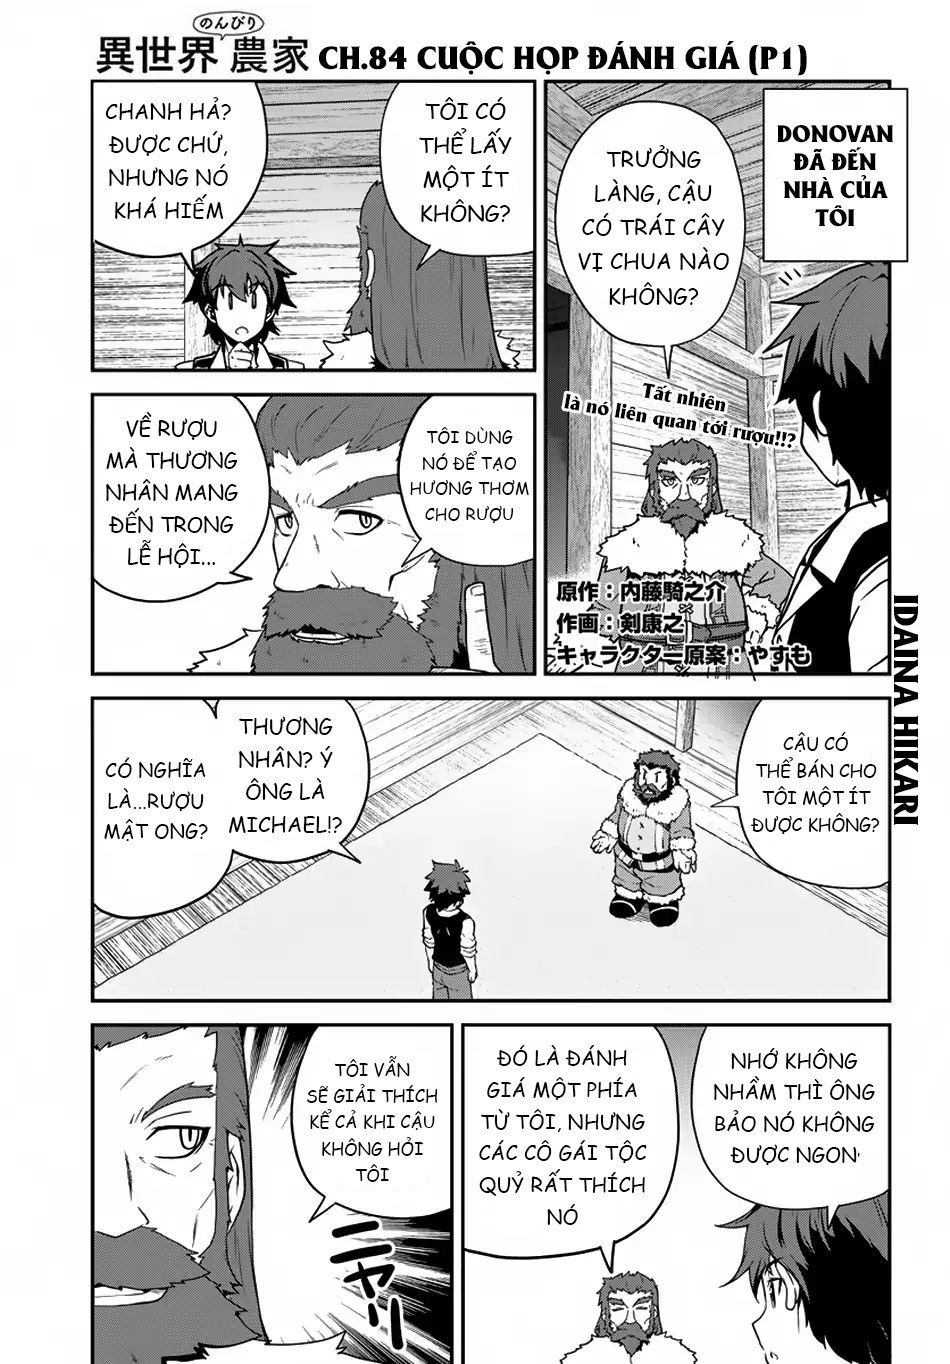 のんびり
異世界 農家 CH.84 CUỘC HỌP ĐÁNH GIÁ (P1)
DONOVAN
ĐÃ ĐẾN
NHÀ CỦA
TÔI
TRƯỞNG
LÀNG, CẬU
CÓ TRÁI CÂY
VỊ CHUA NÀO
KHÔNG?
Tất nhiên
là nó liên quan tới rượu!!?
原作：内藤騎之介
作画：剣康之
キャラクター原案：やすも
TÔI CÓ
THỂ LẤY
MỘT ÍT
KHÔNG?
CHANH HẢ?
ĐƯỢC CHỨ,
NHƯNG NÓ
KHÁ HIẾM
TÔI DÙNG
NÓ ĐỂ TẠO
HƯƠNG THƠM
CHO RƯỢU
VỀ RƯỢU
MÀ THƯƠNG
NHÂN MANG
ĐẾN TRONG
LỄ HỘI...
IDAINA HIKARI
CẬU CÓ
THỂ BÁN CHO
TÔI MỘT ÍT
ĐƯỢC KHÔNG?
THƯƠNG
NHÂN? Ý
ÔNG LÀ
MICHAEL!?
CÓ NGHĨA
LÀ...RƯỢU
MẬT ONG?
NHỚ KHÔNG
NHẦM THÌ ÔNG
BẢO NÓ KHÔNG
ĐƯỢC NGON
ĐÓ LÀ ĐÁNH
GIÁ MỘT PHÍA
TỪ TÔI, NHƯNG
CÁC CÔ GÁI TỘC
QUỶ RẤT THÍCH
NÓ
TÔI VẪN
SẼ GIẢI THÍCH
KỂ CẢ KHI CẬU
KHÔNG HỎI
TÔI
ニヤッ